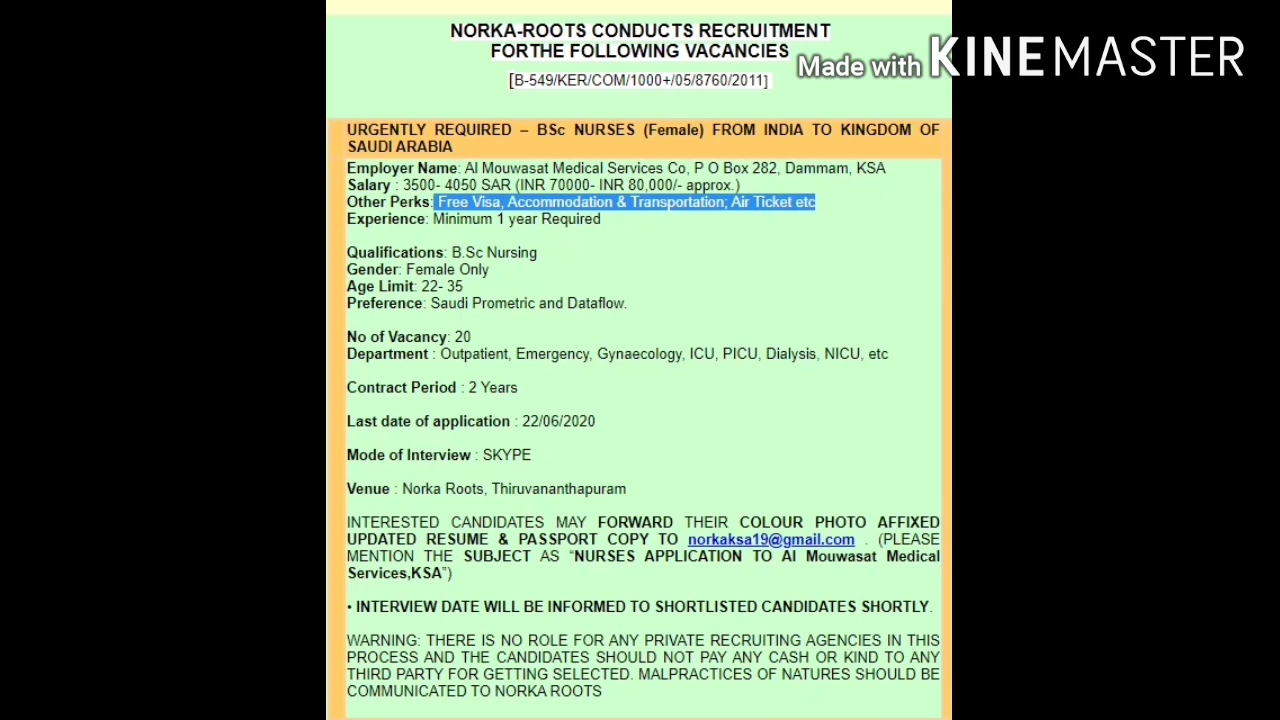 NORKA-ROOTS CONDUCTS RECRUITMENT
FORTHE FOLLOWING VACANCIES
Made with KINEMASTER
[B-549/KER/COM/1000+/05/8760/2011]
URGENTLY REQUIRED – BSc NURSES (Female) FROM INDIA TO KINGDOM OF
SAUDI ARABIA
Employer Name: Al Mouwasat Medical Services Co, P O Box 282, Dammam, KSA
Salary : 3500- 4050 SAR (INR 70000- INR 80,000/- approx.)
Other Perks: Free Visa, Accommodation & Transportation; Air Ticket etc
Experience: Minimum 1 year Required
Qualifications: B.Sc Nursing
Gender: Female Only
Age Limit: 22- 35
Preference: Saudi Prometric and Dataflow.
No of Vacancy: 20
Department : Outpatient, Emergency, Gynaecology, ICU, PICU, Dialysis, NICU, etc
Contract Period : 2 Years
Last date of application : 22/06/2020
Mode of Interview : SKYPE
Venue : Norka Roots, Thiruvananthapuram
INTERESTED CANDIDATES MAY FORWARD THEIR COLOUR PHOTO AFFIXED
UPDATED RESUME & PASSPORT COPY TO norkaksa19@gmail.com . (PLEASE
MENTION THE SUBJECT AS “NURSES APPLICATION TO Al Mouwasat Medical
Services,KSA”)
• INTERVIEW DATE WILL BE INFORMED TO SHORTLISTED CANDIDATES SHORTLY.
WARNING: THERE IS NO ROLE FOR ANY PRIVATE RECRUITING AGENCIES IN THIS
PROCESS AND THE CANDIDATES SHOULD NOT PAY ANY CASH OR KIND TO ANY
THIRD PARTY FOR GETTING SELECTED. MALPRACTICES OF NATURES SHOULD BE
COMMUNICATED TO NORKA ROOTS